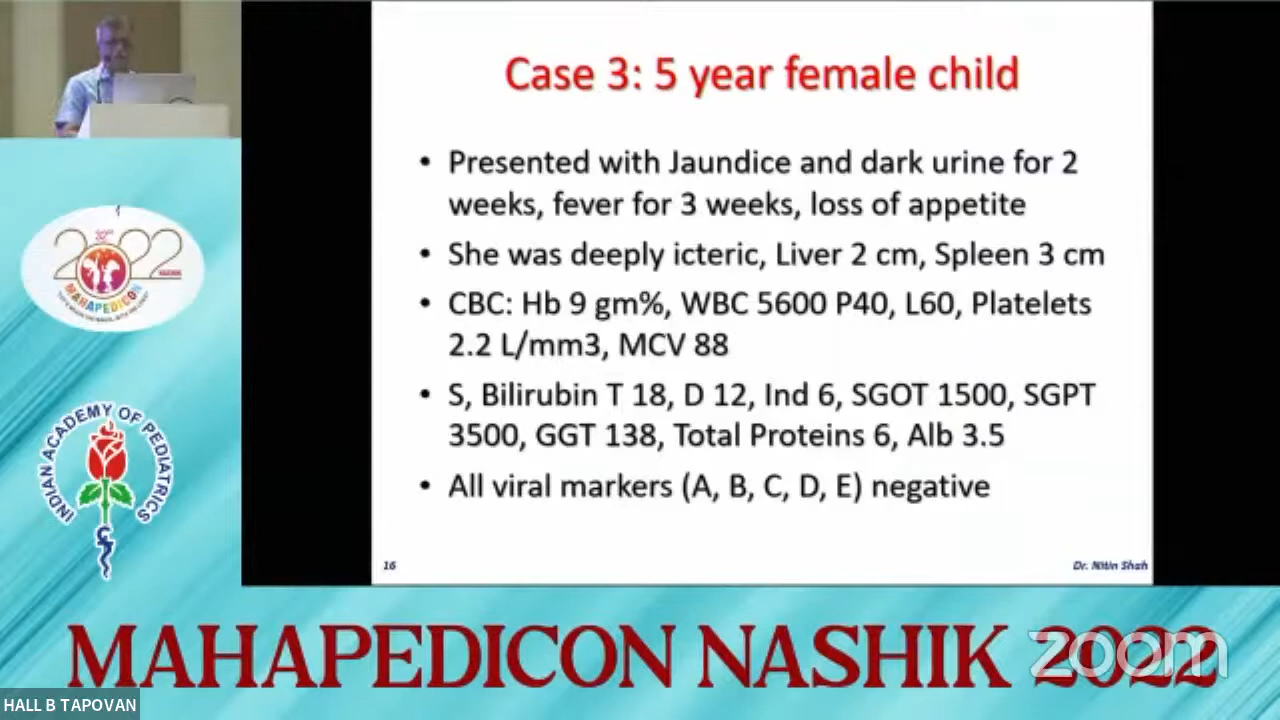 Case 3: 5 year female child
• Presented with Jaundice and dark urine for 2
weeks, fever for 3 weeks, loss of appetite
• She was deeply icteric, Liver 2 cm, Spleen 3 cm
• CBC: Hb 9 gm%, WBC 5600 P40, L60, Platelets
2.2 L/mm3, MCV 88
• S, Bilirubin T 18, D 12, Ind 6, SGOT 1500, SGPT
3500, GGT 138, Total Proteins 6, Alb 3.5
• All viral markers (A, B, C, D, E) negative
16
Dr. Nitin Shah
2022
MAHAPEDICON
INDIAN ACADEMY OF PEDIATRICS
MAHAPEDICON NASHIK 2022
zoom
HALL B TAPOVAN